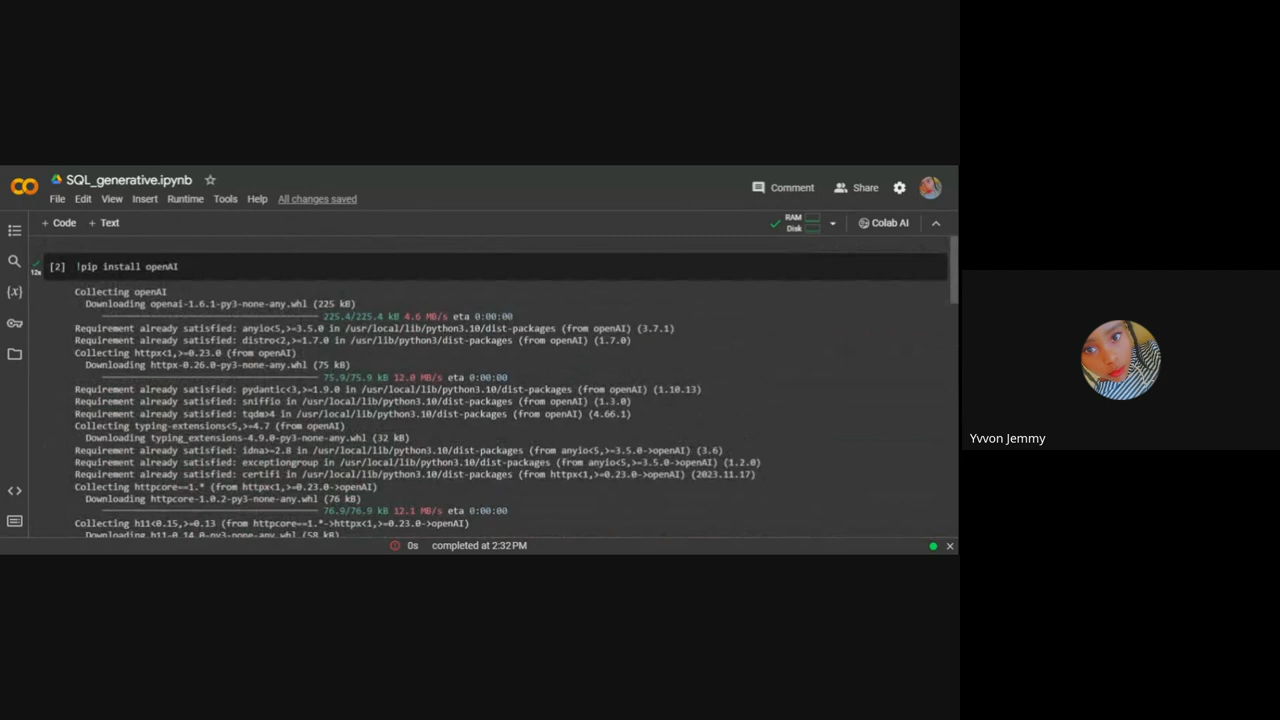 SQL_generative.ipynb
File Edit View Insert Runtime Tools Help All changes saved
Comment Share
+ Code + Text
RAM
Disk
Colab AI
[2] !pip install openAI
12s
Collecting openAI
Downloading openai-1.6.1-py3-none-any.whl (225 kB)
225.4/225.4 kB 4.6 MB/s eta 0:00:00
Requirement already satisfied: anyio<5,>=3.5.0 in /usr/local/lib/python3.10/dist-packages (from openAI) (3.7.1)
Requirement already satisfied: distro<2,>=1.7.0 in /usr/lib/python3/dist-packages (from openAI) (1.7.0)
Collecting httpx<1,>=0.23.0 (from openAI)
Downloading httpx-0.26.0-py3-none-any.whl (75 kB)
75.9/75.9 kB 12.0 MB/s eta 0:00:00
Requirement already satisfied: pydantic<3,>=1.9.0 in /usr/local/lib/python3.10/dist-packages (from openAI) (1.10.13)
Requirement already satisfied: sniffio in /usr/local/lib/python3.10/dist-packages (from openAI) (1.3.0)
Requirement already satisfied: tqdm>4 in /usr/local/lib/python3.10/dist-packages (from openAI) (4.66.1)
Collecting typing-extensions<5,>=4.7 (from openAI)
Downloading typing_extensions-4.9.0-py3-none-any.whl (32 kB)
Requirement already satisfied: idna>=2.8 in /usr/local/lib/python3.10/dist-packages (from anyio<5,>=3.5.0->openAI) (3.6)
Requirement already satisfied: exceptiongroup in /usr/local/lib/python3.10/dist-packages (from anyio<5,>=3.5.0->openAI) (1.2.0)
Requirement already satisfied: certifi in /usr/local/lib/python3.10/dist-packages (from httpx<1,>=0.23.0->openAI) (2023.11.17)
Collecting httpcore==1.* (from httpx<1,>=0.23.0->openAI)
Downloading httpcore-1.0.2-py3-none-any.whl (76 kB)
76.9/76.9 kB 12.1 MB/s eta 0:00:00
Collecting h11<0.15,>=0.13 (from httpcore==1.*->httpx<1,>=0.23.0->openAI)
Downloading h11-0.14.0-py3-none-any.whl (58 kB)
0s completed at 2:32 PM
Yvvon Jemmy